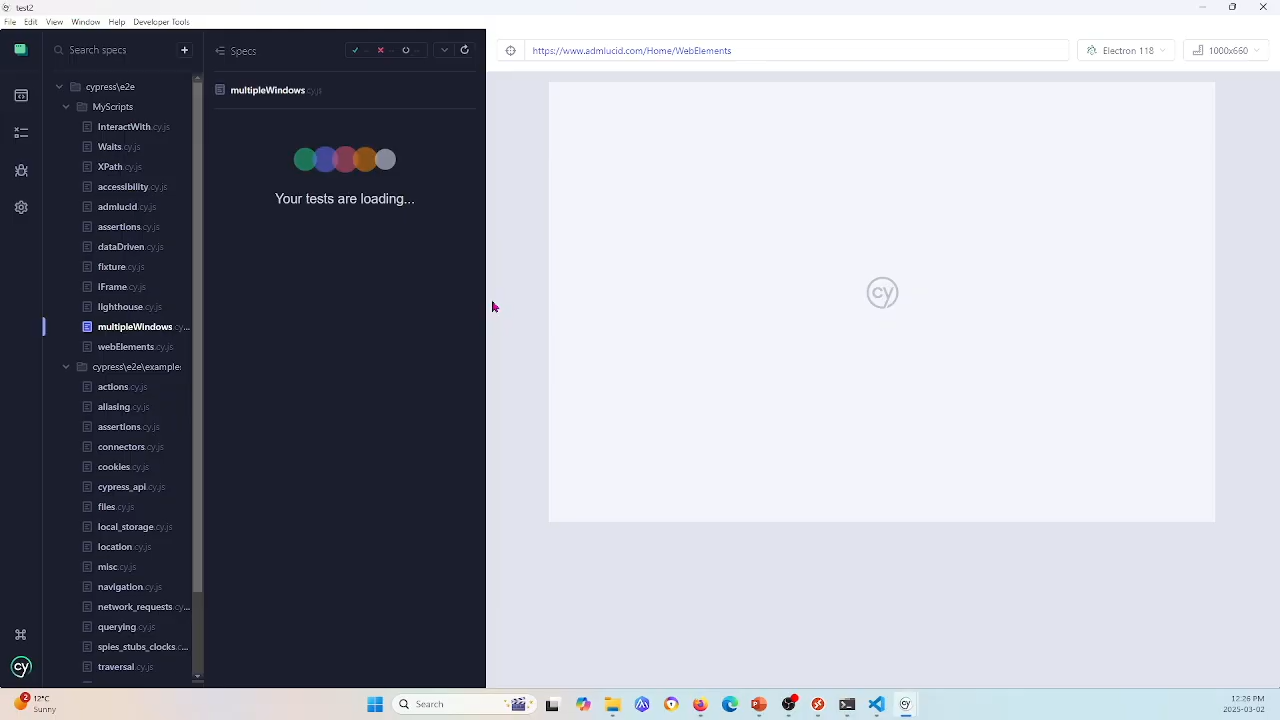 test2
File Edit View Window Help Developer Tools
Search specs
Specs
https://www.admlucid.com/Home/WebElements
Electron 118
1000x660
cypress\e2e
MyScripts
InteractWith.cy.js
Waits.cy.js
XPath.cy.js
accessibility.cy.js
admlucid.cy.js
assertions.cy.js
dataDriven.cy.js
fixture.cy.js
iFrame.cy.js
lighthouse.cy.js
multipleWindows.cy...
webElements.cy.js
cypress\e2e\example
actions.cy.js
aliasing.cy.js
assertions.cy.js
connectors.cy.js
cookies.cy.js
cypress_api.cy.js
files.cy.js
local_storage.cy.js
location.cy.js
misc.cy.js
navigation.cy.js
network_requests.cy...
querying.cy.js
spies_stubs_clocks.c...
traversal.cy.js
cy
multipleWindows.cy.js
Your tests are loading...
cy
2
12°C
Sunny
Search
12:28 PM
2025-03-02